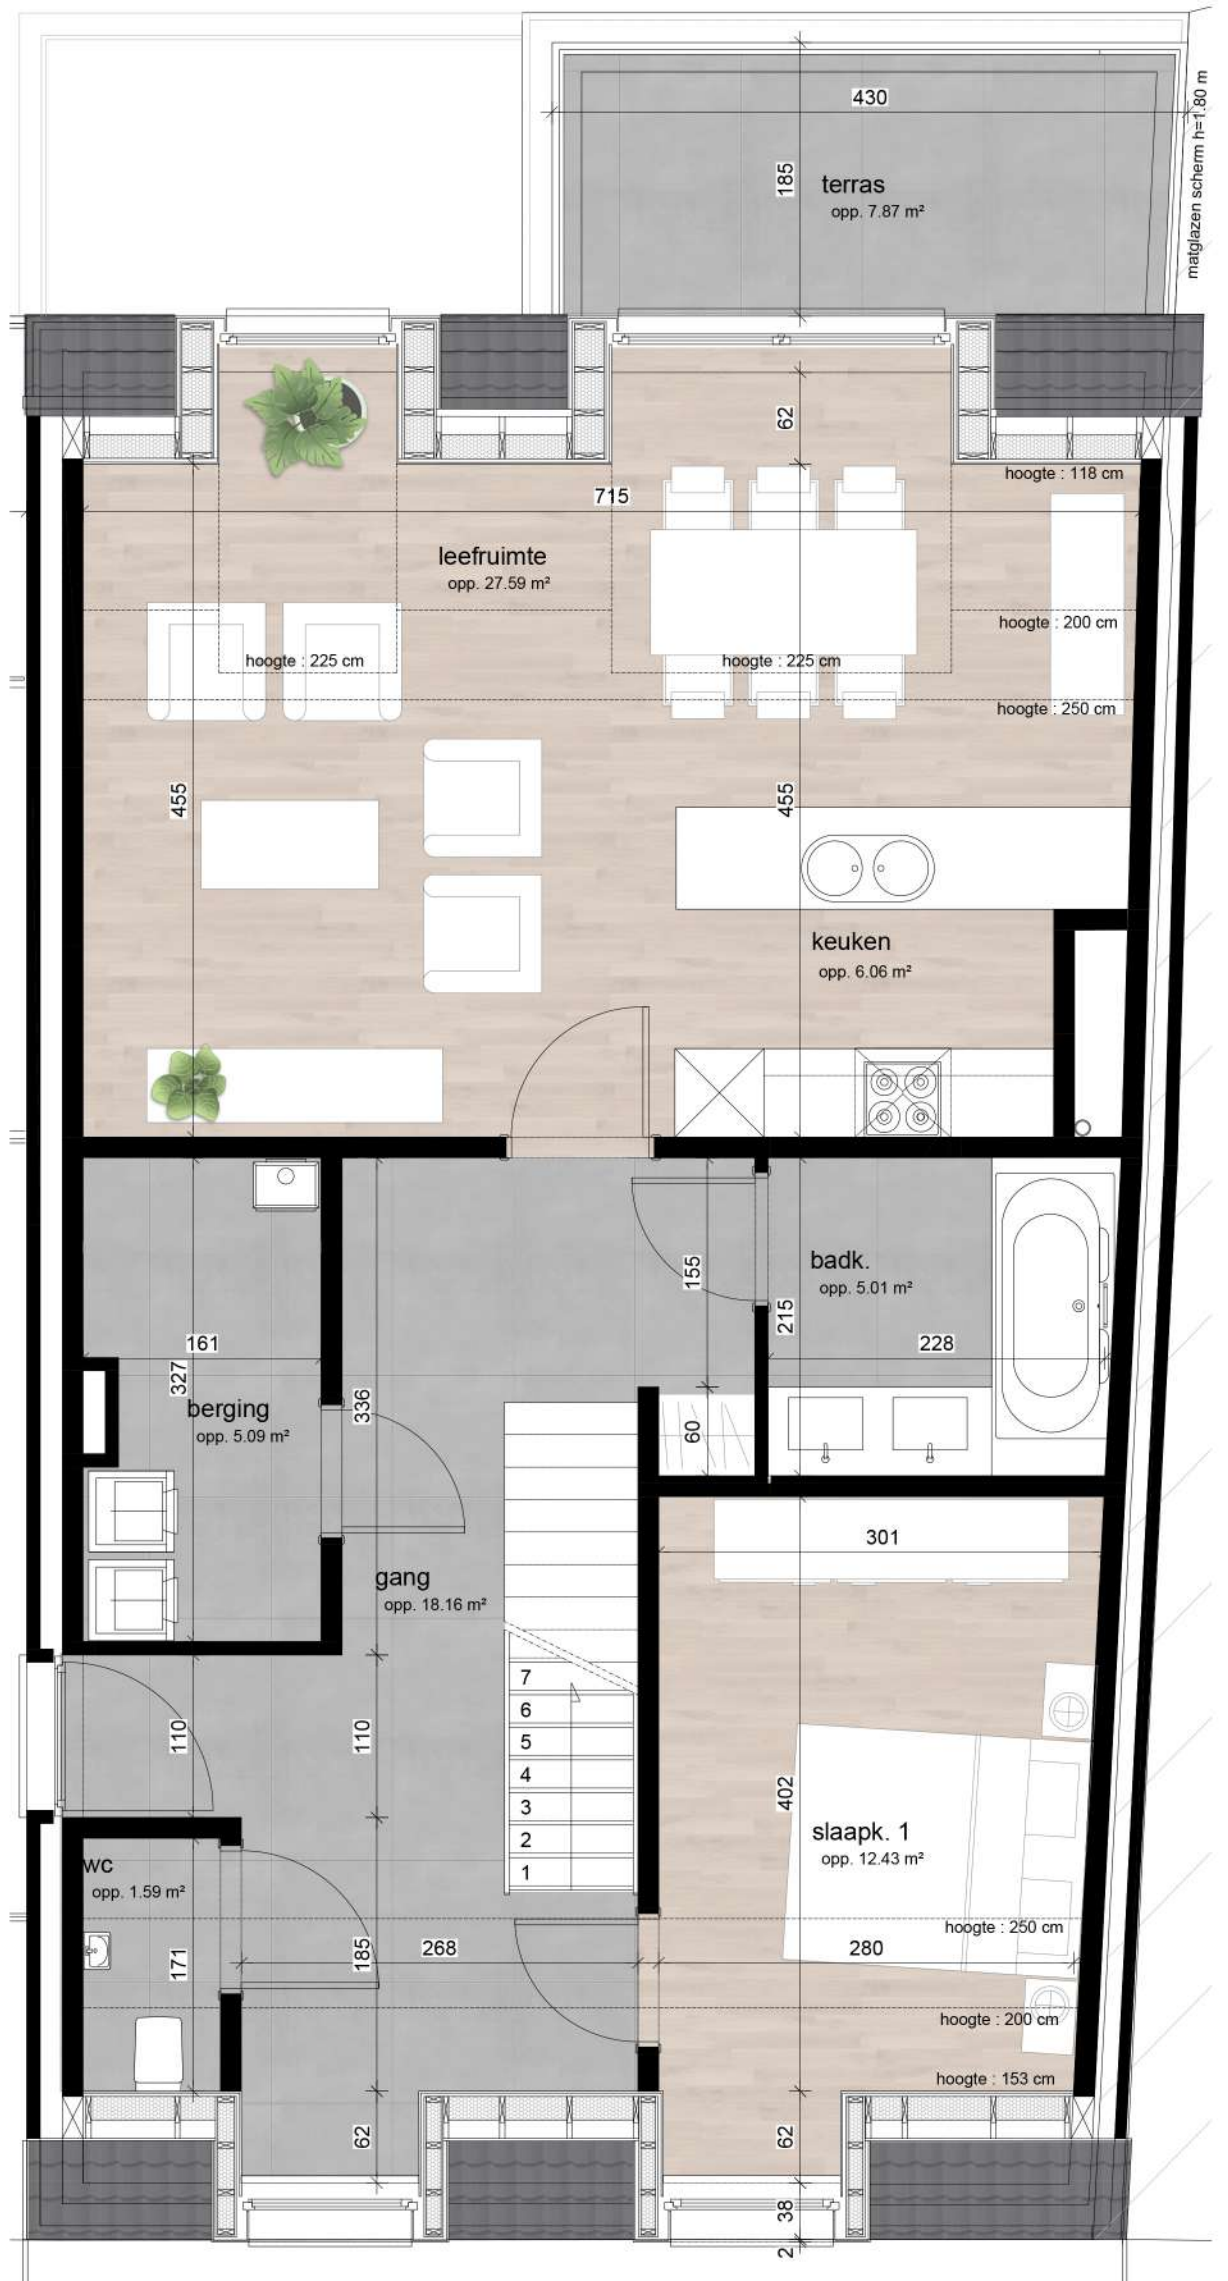 430
185
terras
opp. 7.87 m²
matglazen scherm h=1.80 m
62
hoogte : 118 cm
715
leefruimte
opp. 27.59 m²
hoogte : 200 cm
hoogte : 225 cm
hoogte : 225 cm
hoogte : 250 cm
455
455
keuken
opp. 6.06 m²
155
badk.
opp. 5.01 m²
215
161
228
327
336
berging
opp. 5.09 m²
60
301
gang
opp. 18.16 m²
7
6
5
4
3
2
1
110
110
402
slaapk. 1
opp. 12.43 m²
wc
opp. 1.59 m²
hoogte : 250 cm
171
185
268
280
hoogte : 200 cm
hoogte : 153 cm
62
62
38
2